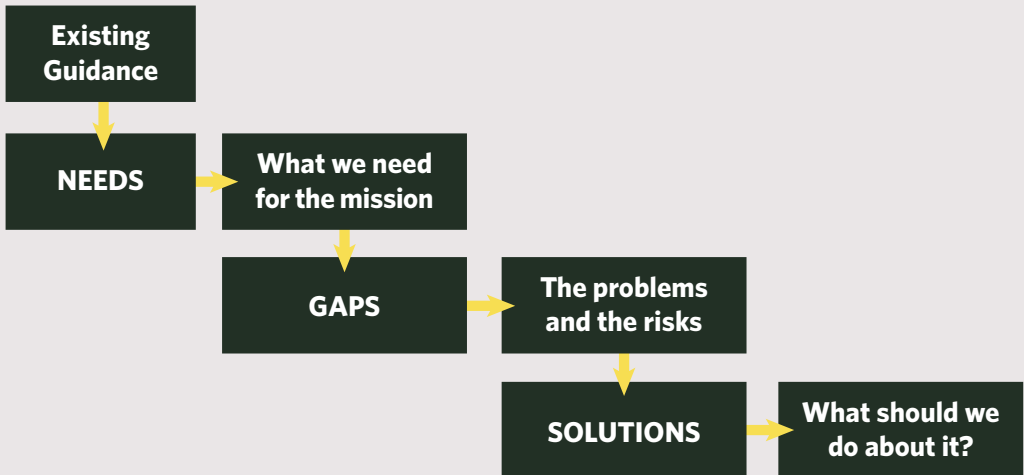 Existing
Guidance
NEEDS
What we need
for the mission
GAPS
The problems
and the risks
SOLUTIONS
What should we
do about it?